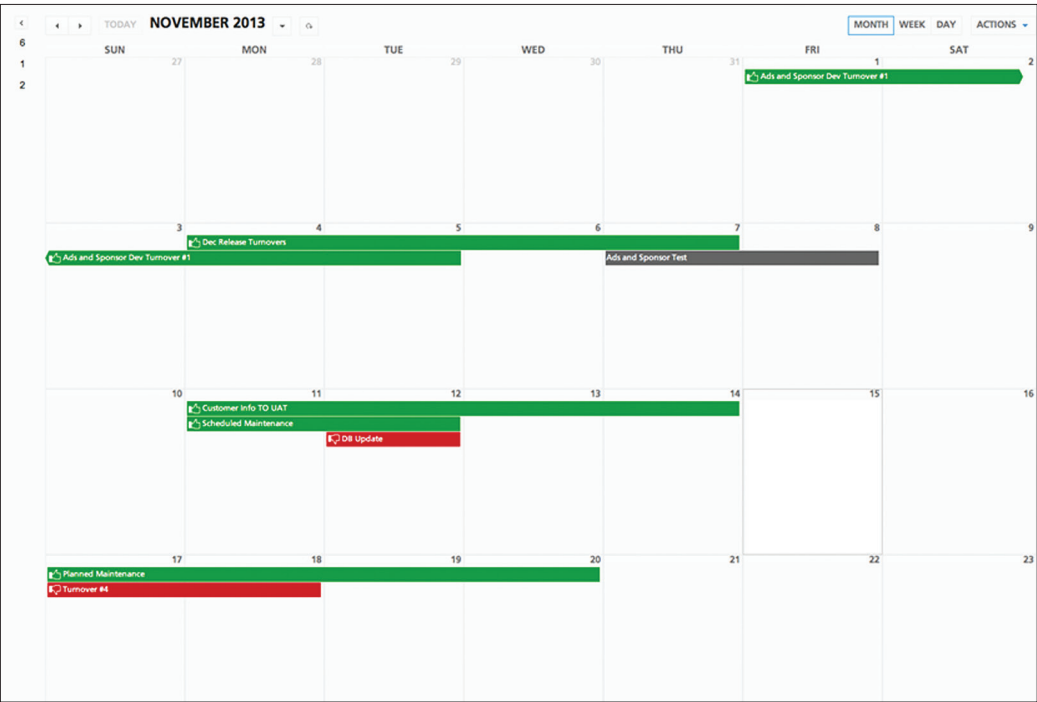 TODAY NOVEMBER 2013 MONTH WEEK DAY ACTIONS
6
1
2
SUN MON TUE WED THU FRI SAT
27 28 29 30 31 1 2
Ads and Sponsor Dev Turnover #1
3 4 5 6 7 8 9
Dec Release Turnovers
Ads and Sponsor Dev Turnover #1 Ads and Sponsor Test
10 11 12 13 14 15 16
Customer Info TO UAT
Scheduled Maintenance
DB Update
17 18 19 20 21 22 23
Planned Maintenance
Turnover #4